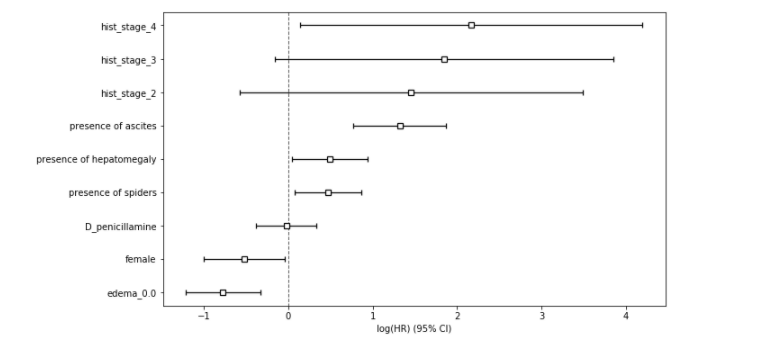 hist_stage_4
hist_stage_3
hist_stage_2
presence of ascites
presence of hepatomegaly
presence of spiders
D_penicillamine
female
edema_0.0
−1 0 1 2 3 4
log(HR) (95% CI)